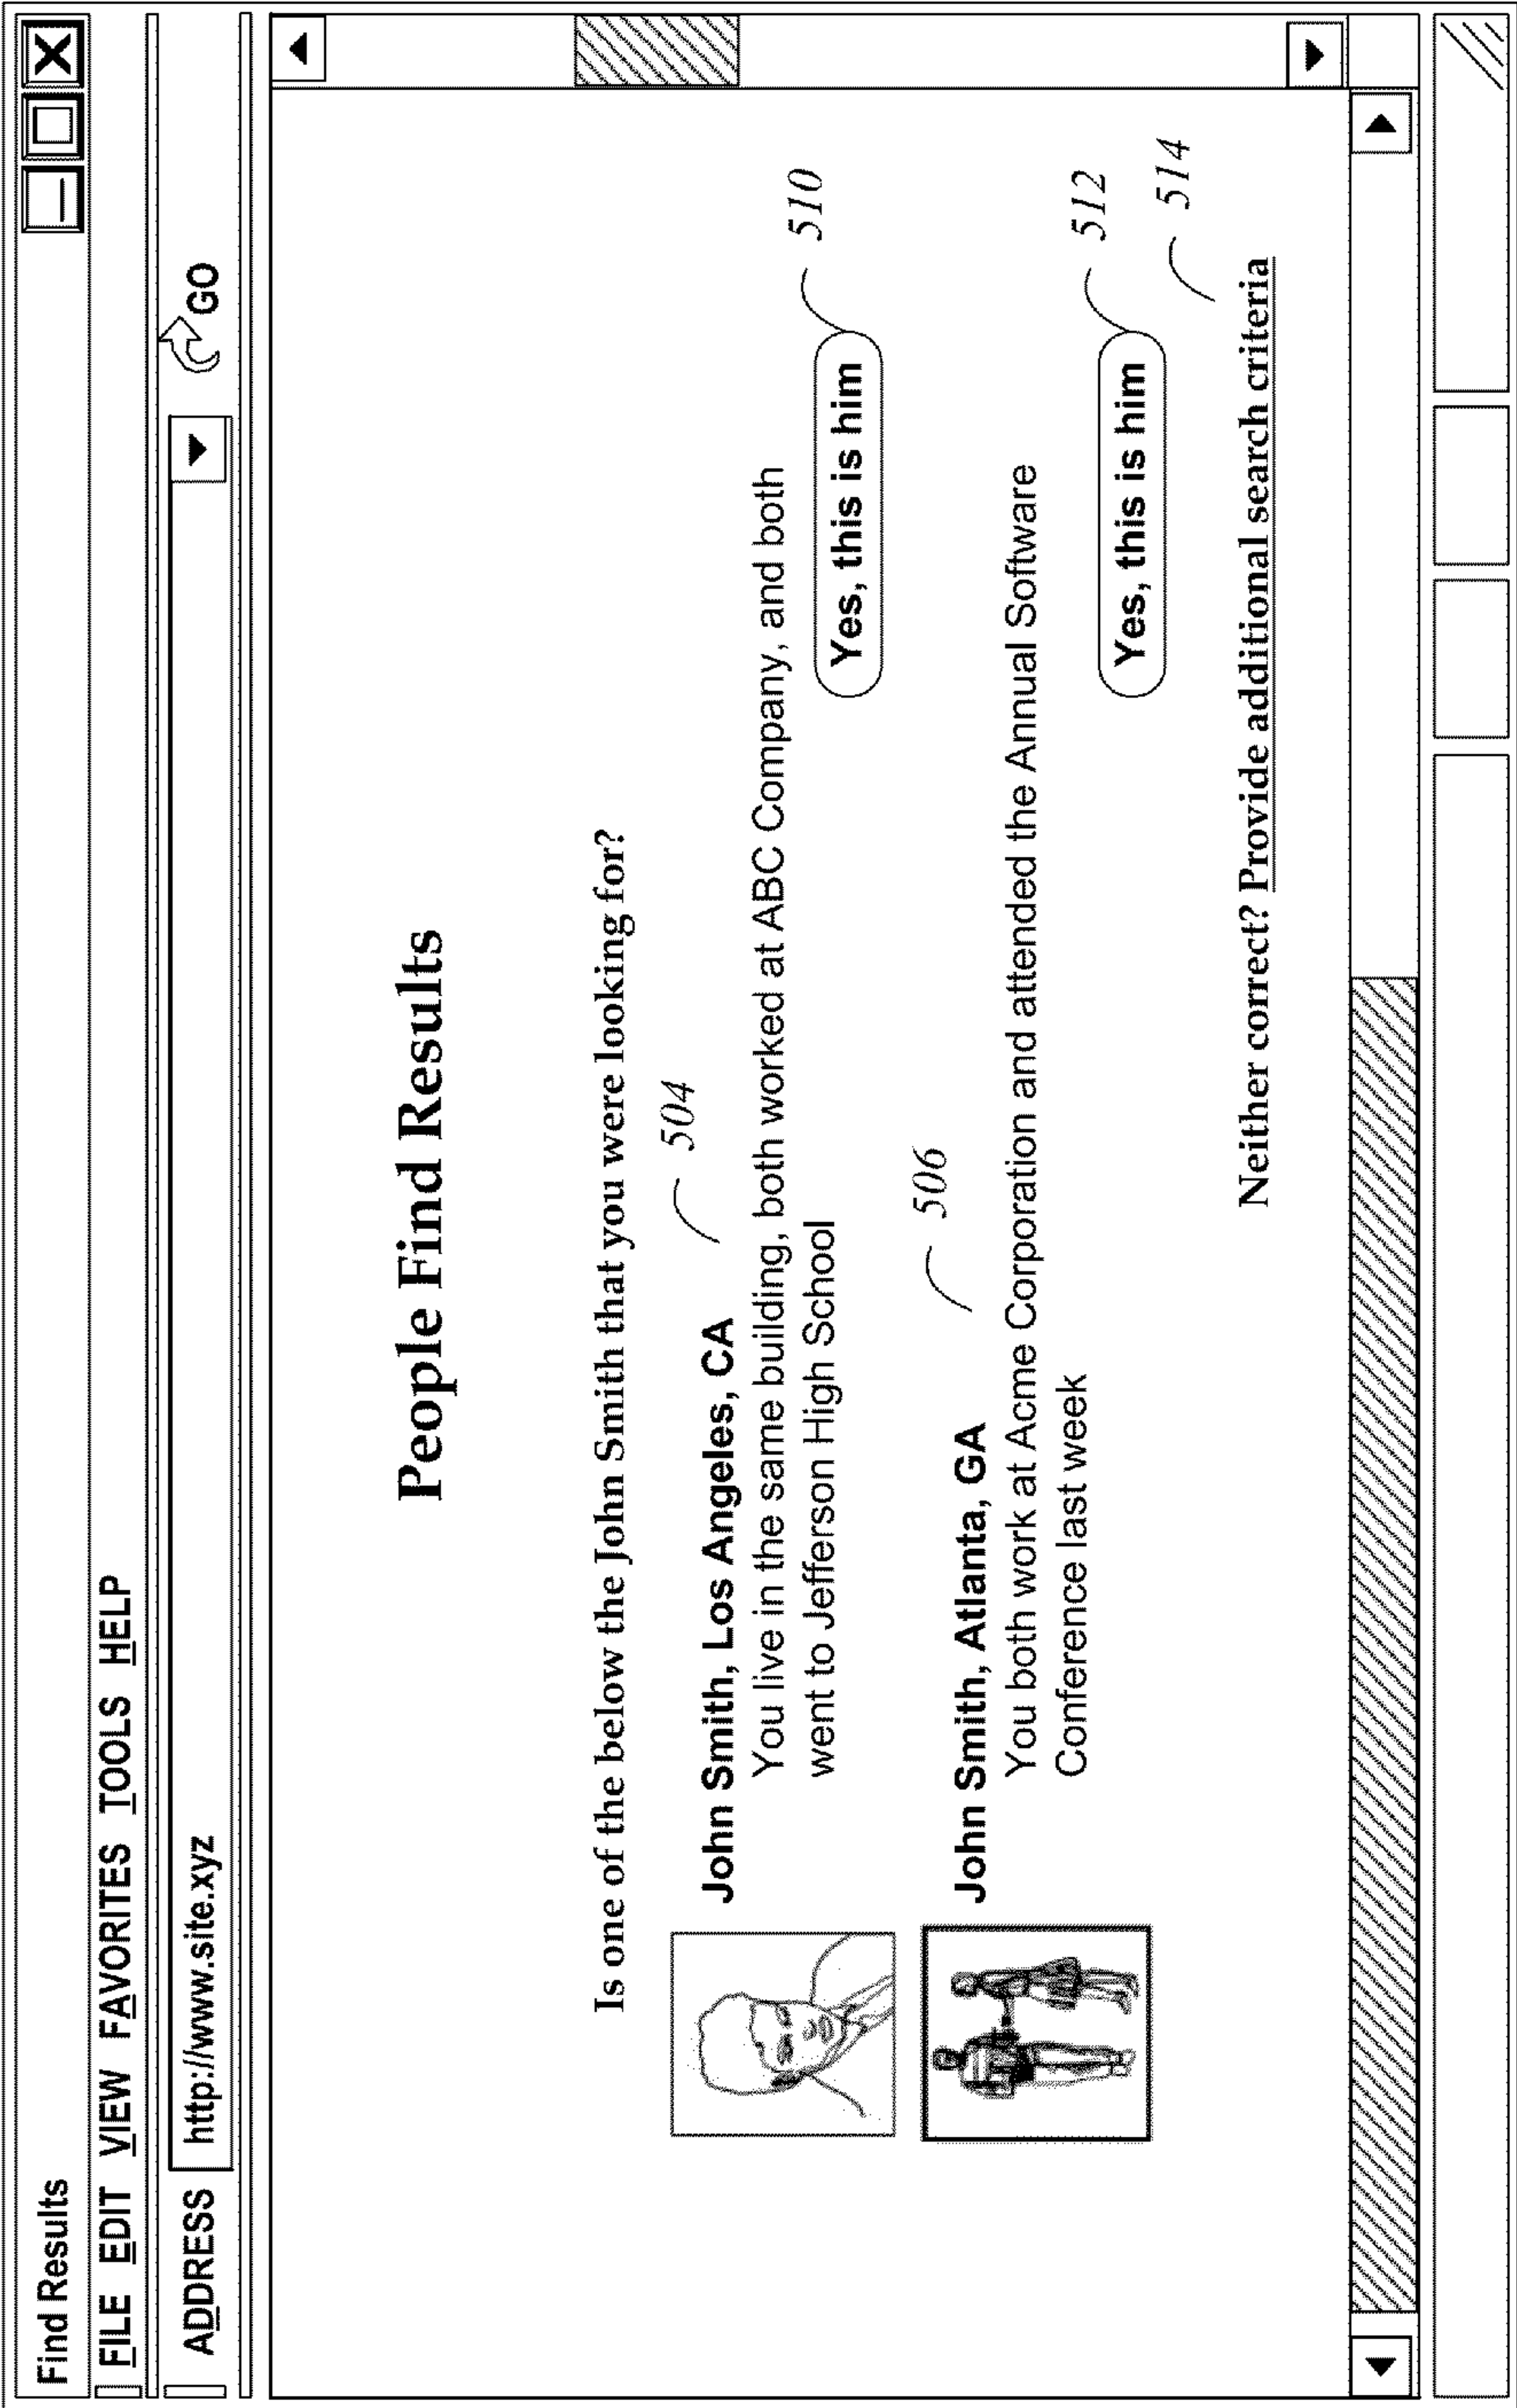 Find Results
FILE EDIT VIEW FAVORITES TOOLS HELP
ADDRESS http://www.site.xyz GO
People Find Results
Is one of the below the John Smith that you were looking for?
504
John Smith, Los Angeles, CA
You live in the same building, both worked at ABC Company, and both
went to Jefferson High School
510
Yes, this is him
506
John Smith, Atlanta, GA
You both work at Acme Corporation and attended the Annual Software
Conference last week
512
Yes, this is him
514
Neither correct? Provide additional search criteria